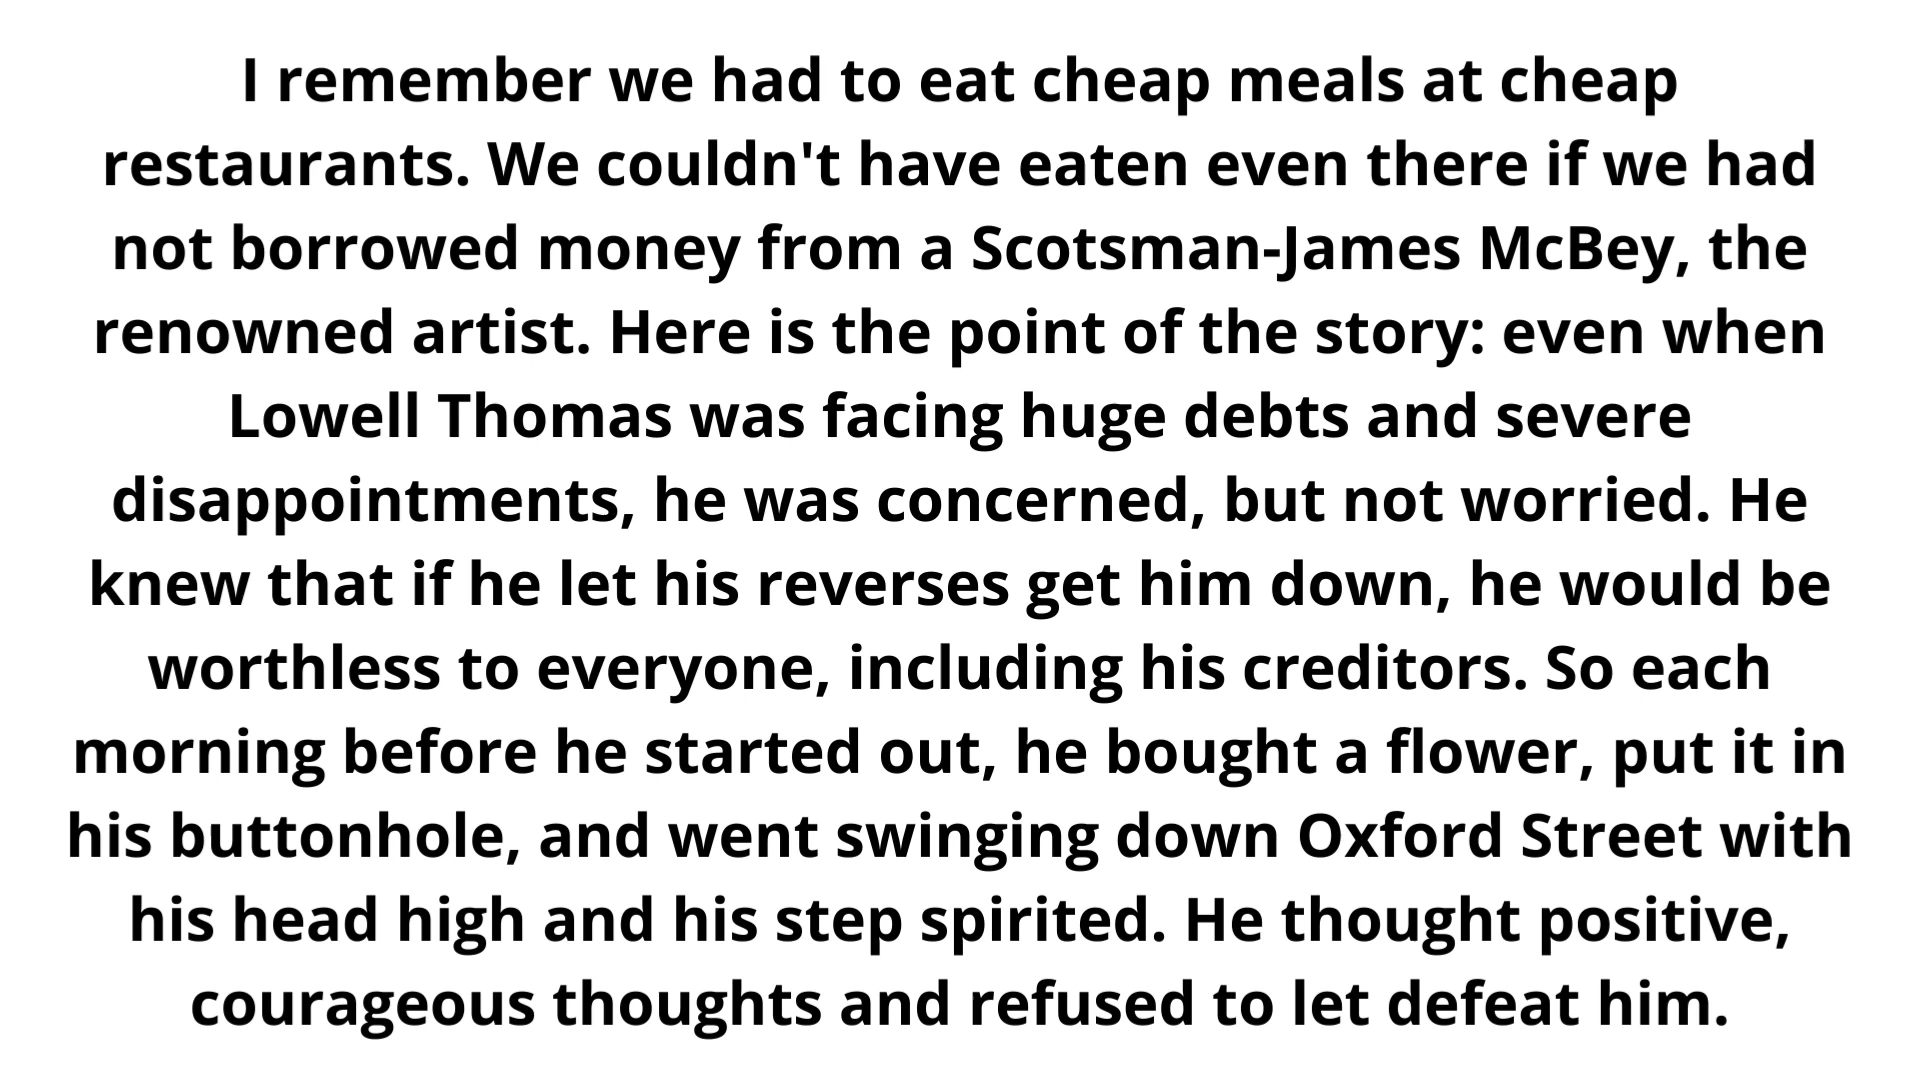 I remember we had to eat cheap meals at cheap
restaurants. We couldn't have eaten even there if we had
not borrowed money from a Scotsman-James McBey, the
renowned artist. Here is the point of the story: even when
Lowell Thomas was facing huge debts and severe
disappointments, he was concerned, but not worried. He
knew that if he let his reverses get him down, he would be
worthless to everyone, including his creditors. So each
morning before he started out, he bought a flower, put it in
his buttonhole, and went swinging down Oxford Street with
his head high and his step spirited. He thought positive,
courageous thoughts and refused to let defeat him.